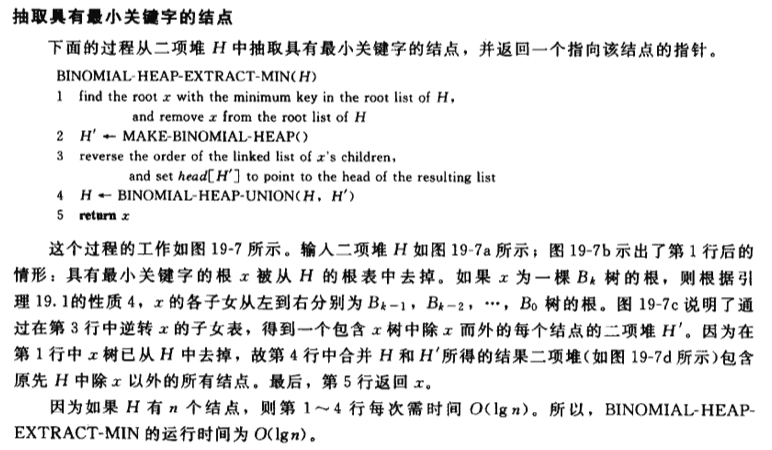 抽取具有最小关键字的结点
下面的过程从二项堆 H 中抽取具有最小关键字的结点，并返回一个指向该结点的指针。
BINOMIAL-HEAP-EXTRACT-MIN(H)
1 find the root x with the minimum key in the root list of H,
and remove x from the root list of H
2 H′ ← MAKE-BINOMIAL-HEAP()
3 reverse the order of the linked list of x's children,
and set head[H′] to point to the head of the resulting list
4 H ← BINOMIAL-HEAP-UNION(H, H′)
5 return x
这个过程的工作如图 19-7 所示。输入二项堆 H 如图 19-7a 所示；图 19-7b 示出了第 1 行后的
情形：具有最小关键字的根 x 被从 H 的根表中去掉。如果 x 为一棵 Bk 树的根，则根据引
理 19.1的性质 4，x 的各子女从左到右分别为 Bk−1，Bk−2，…，B0 树的根。图 19-7c 说明了通
过在第 3 行中逆转 x 的子女表，得到一个包含 x 树中除 x 而外的每个结点的二项堆 H′。因为在
第 1 行中 x 树已从 H 中去掉，故第 4 行中合并 H 和 H′所得的结果二项堆(如图 19-7d 所示)包含
原先 H 中除 x 以外的所有结点。最后，第 5 行返回 x。
因为如果 H 有 n 个结点，则第 1～4 行每次需时间 O(lg n)。所以，BINOMIAL-HEAP-
EXTRACT-MIN 的运行时间为 O(lgn)。